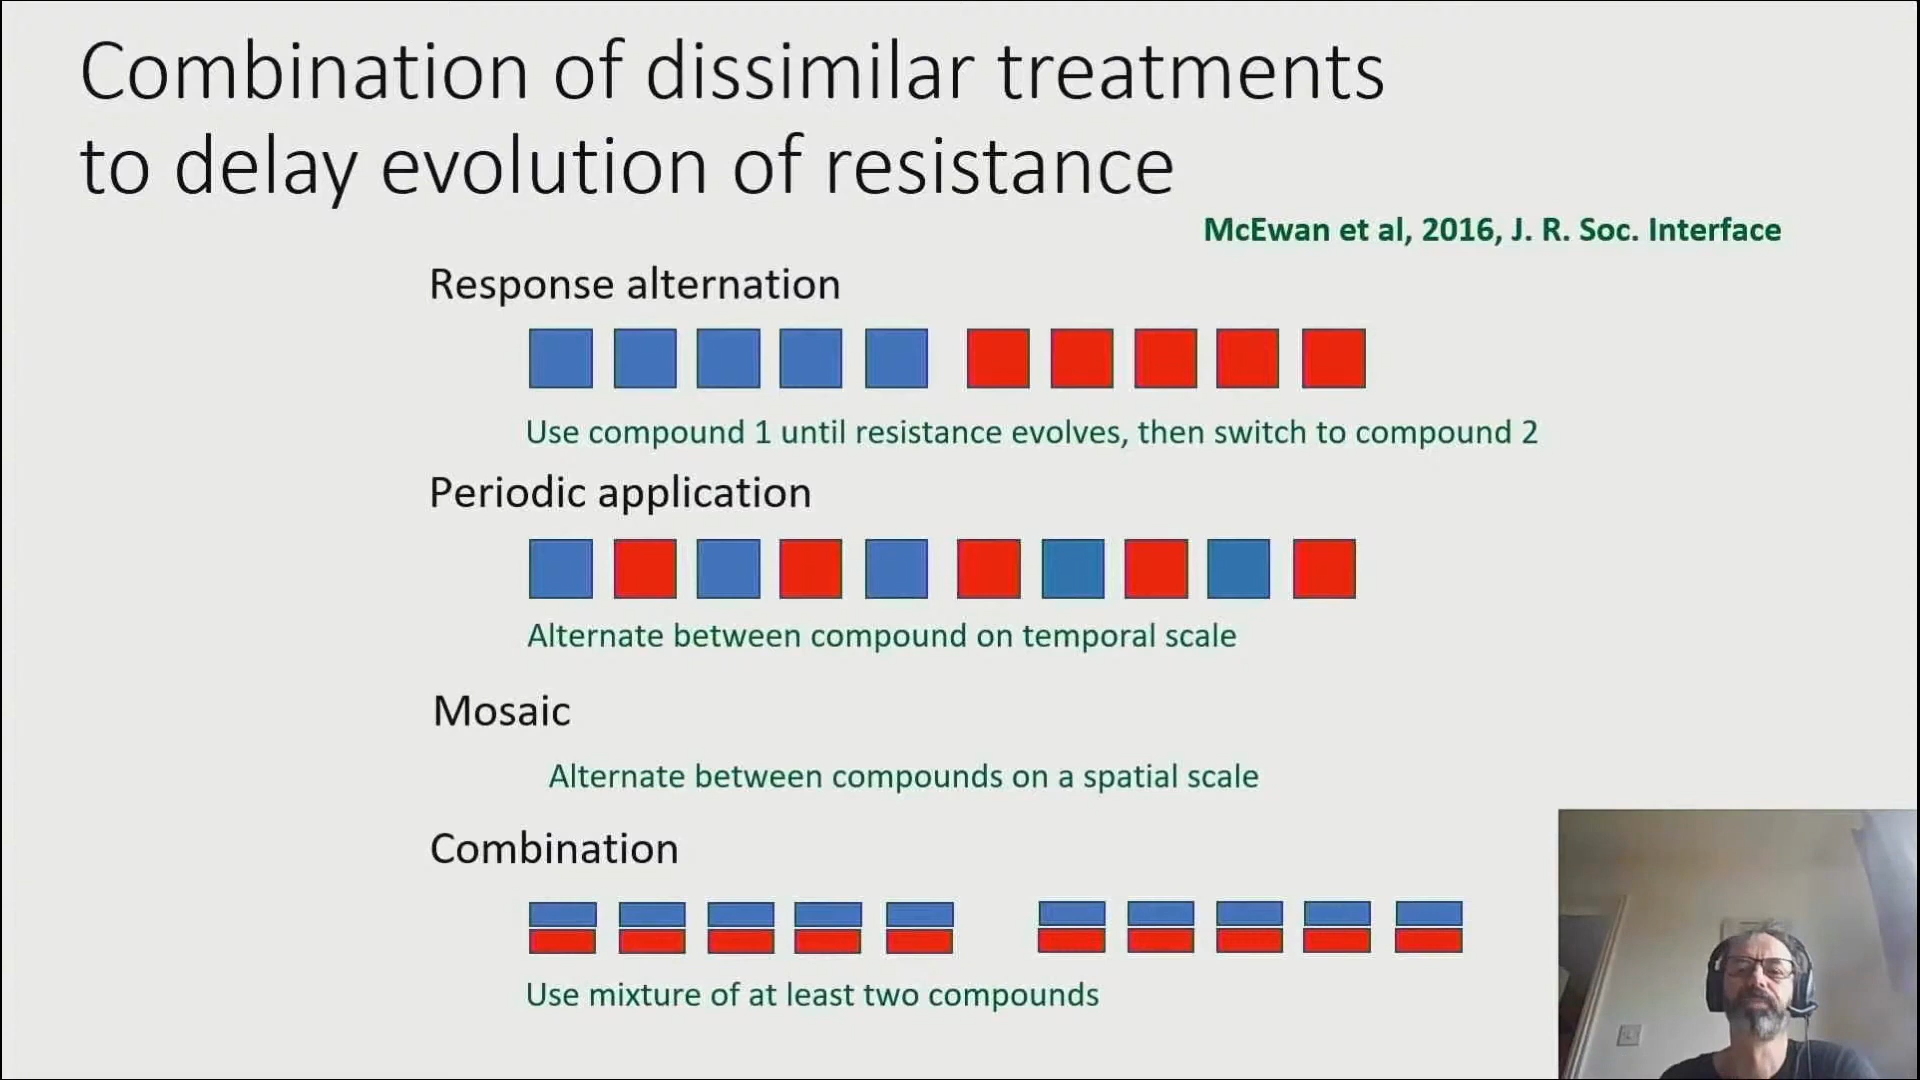 Combination of dissimilar treatments
to delay evolution of resistance
McEwan et al, 2016, J. R. Soc. Interface
Response alternation
Use compound 1 until resistance evolves, then switch to compound 2
Periodic application
Alternate between compound on temporal scale
Mosaic
Alternate between compounds on a spatial scale
Combination
Use mixture of at least two compounds